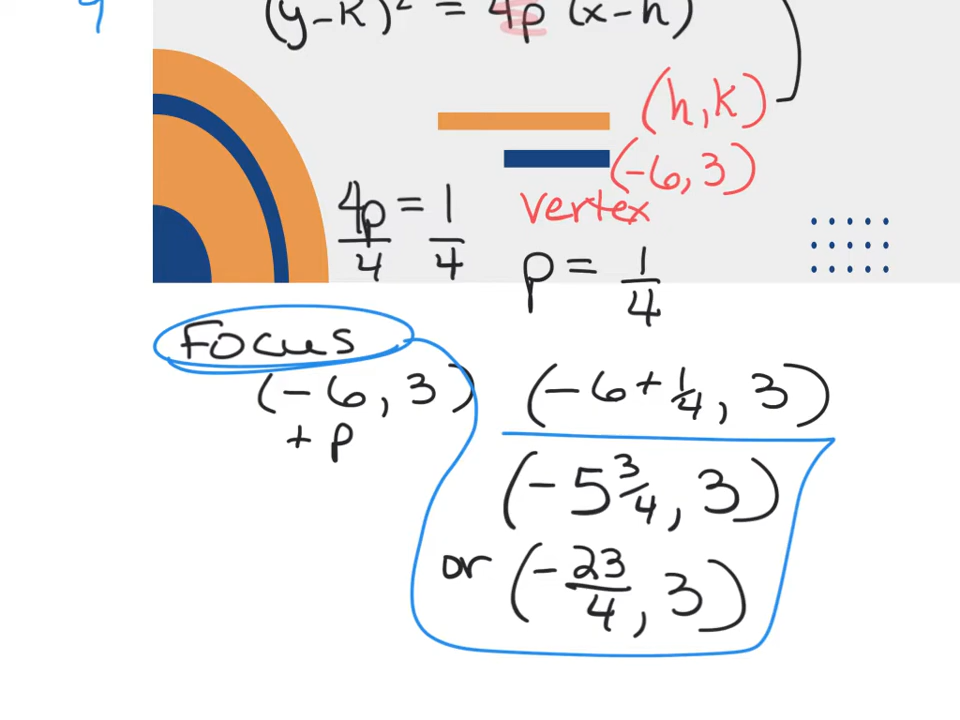 (y-k)² = 4p (x-h)
(h,k)
(-6,3)
vertex
4p/4 = 1/4
p = 1/4
Focus
(-6,3)
+ p
(-6+1/4, 3)
(-5 3/4, 3)
or (-23/4, 3)